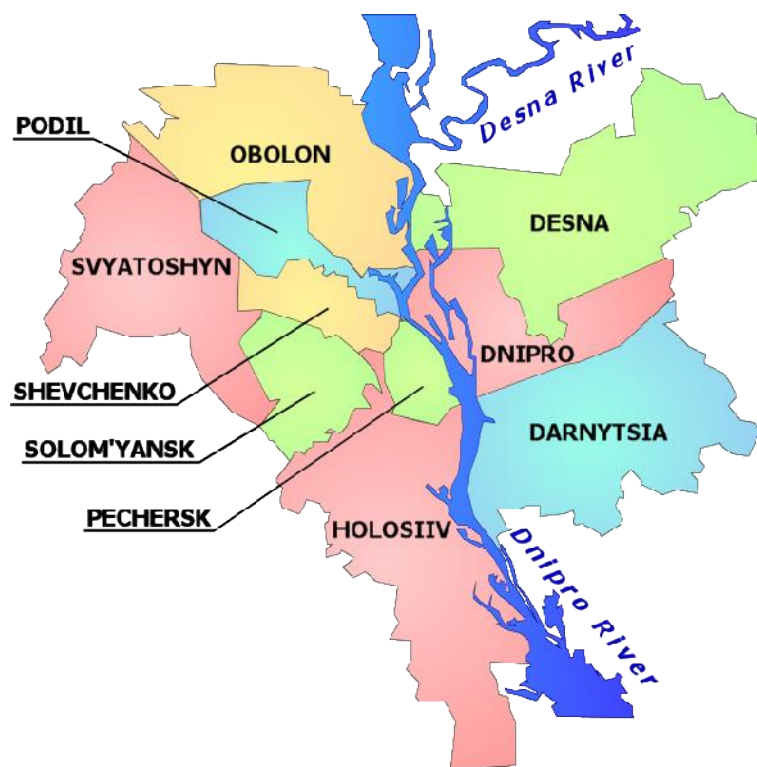 Desna River
PODIL
OBOLON
DESNA
SVYATOSHYN
DNIPRO
SHEVCHENKO
DARNYTSIA
SOLOM'YANSK
PECHERSK
HOLOSIIV
Dnipro River